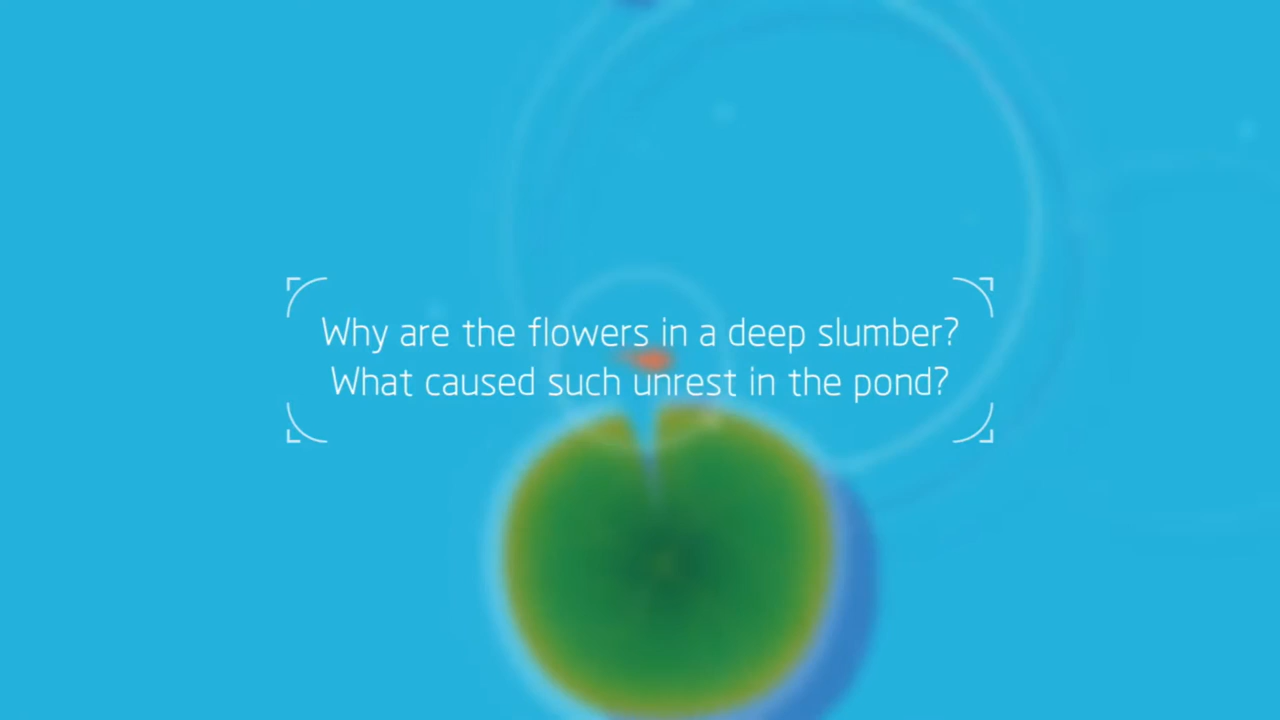 Why are the flowers in a deep slumber?
What caused such unrest in the pond?